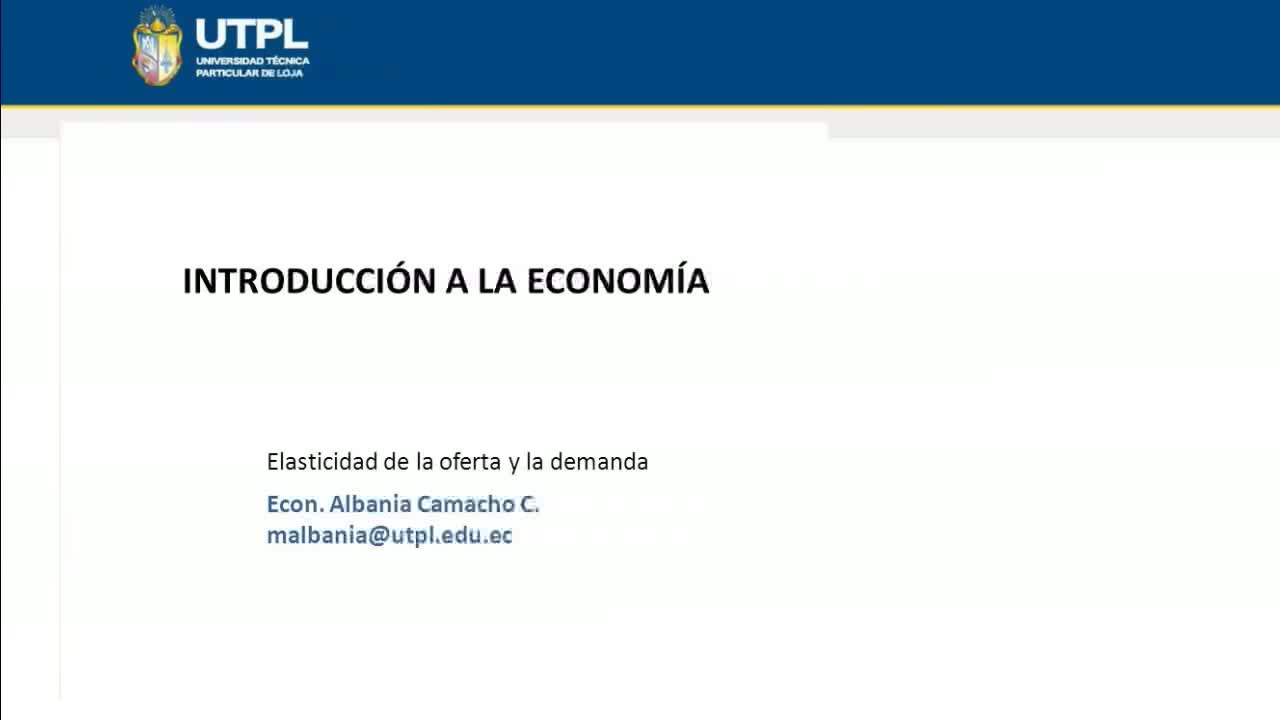 UTPL
UNIVERSIDAD TÉCNICA
PARTICULAR DE LOJA
INTRODUCCIÓN A LA ECONOMÍA
Elasticidad de la oferta y la demanda
Econ. Albania Camacho C.
malbania@utpl.edu.ec